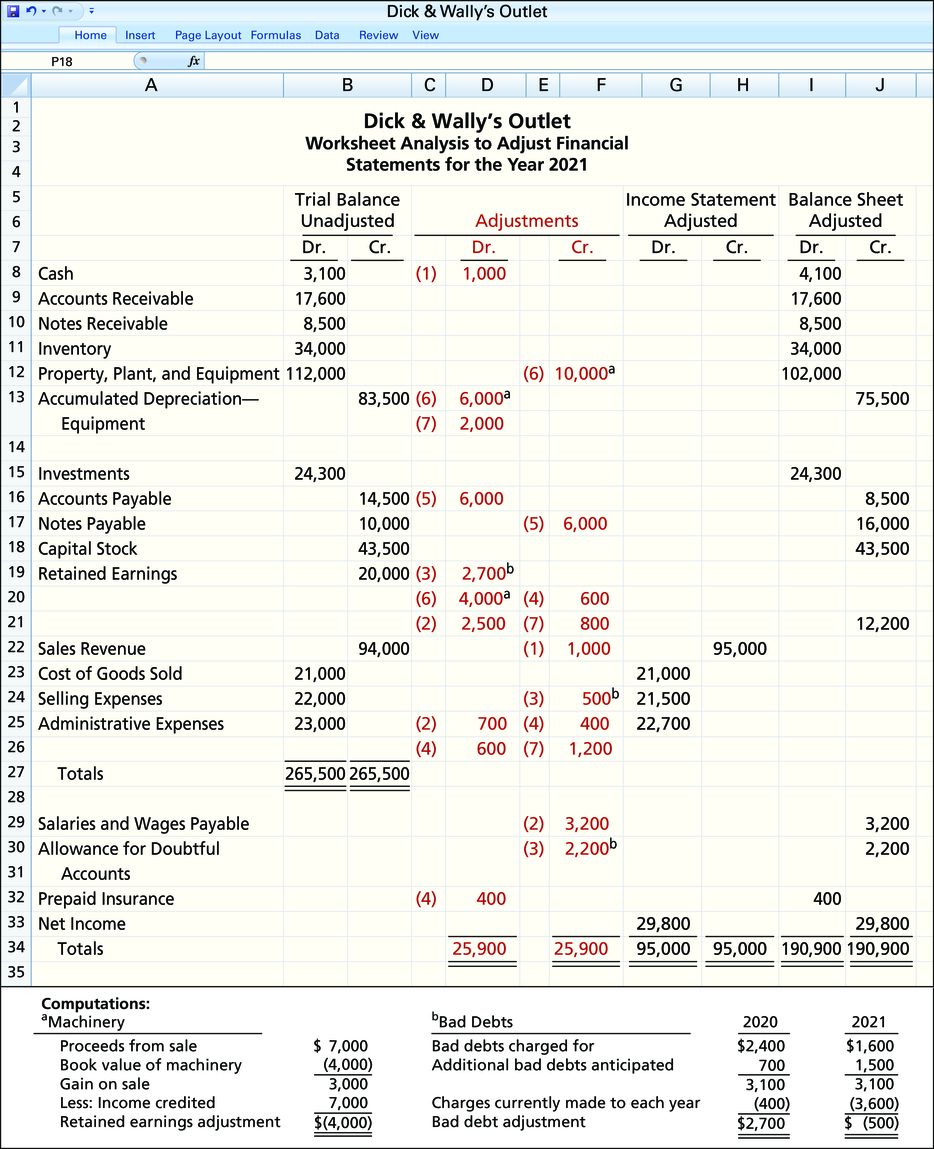 Dick & Wally's Outlet
Home Insert Page Layout Formulas Data Review View
P18 fx
A B C D E F G H I J
1
2 Dick & Wally's Outlet
3 Worksheet Analysis to Adjust Financial
4 Statements for the Year 2021
5 Trial Balance Income Statement Balance Sheet
6 Unadjusted Adjustments Adjusted Adjusted
7 Dr. Cr. Dr. Cr. Dr. Cr. Dr. Cr.
8 Cash 3,100 (1) 1,000 4,100
9 Accounts Receivable 17,600 17,600
10 Notes Receivable 8,500 8,500
11 Inventory 34,000 34,000
12 Property, Plant, and Equipment 112,000 (6) 10,000a 102,000
13 Accumulated Depreciation— 83,500 (6) 6,000a 75,500
Equipment (7) 2,000
14
15 Investments 24,300 24,300
16 Accounts Payable 14,500 (5) 6,000 8,500
17 Notes Payable 10,000 (5) 6,000 16,000
18 Capital Stock 43,500 43,500
19 Retained Earnings 20,000 (3) 2,700b
20 (6) 4,000a (4) 600
21 (2) 2,500 (7) 800 12,200
22 Sales Revenue 94,000 (1) 1,000 95,000
23 Cost of Goods Sold 21,000 21,000
24 Selling Expenses 22,000 (3) 500b 21,500
25 Administrative Expenses 23,000 (2) 700 (4) 400 22,700
26 (4) 600 (7) 1,200
27 Totals 265,500 265,500
28
29 Salaries and Wages Payable (2) 3,200 3,200
30 Allowance for Doubtful (3) 2,200b 2,200
31 Accounts
32 Prepaid Insurance (4) 400 400
33 Net Income 29,800 29,800
34 Totals 25,900 25,900 95,000 95,000 190,900 190,900
35
Computations:
aMachinery bBad Debts 2020 2021
Proceeds from sale $ 7,000 Bad debts charged for $2,400 $1,600
Book value of machinery (4,000) Additional bad debts anticipated 700 1,500
Gain on sale 3,000 3,100 3,100
Less: Income credited 7,000 Charges currently made to each year (400) (3,600)
Retained earnings adjustment $(4,000) Bad debt adjustment $2,700 $ (500)